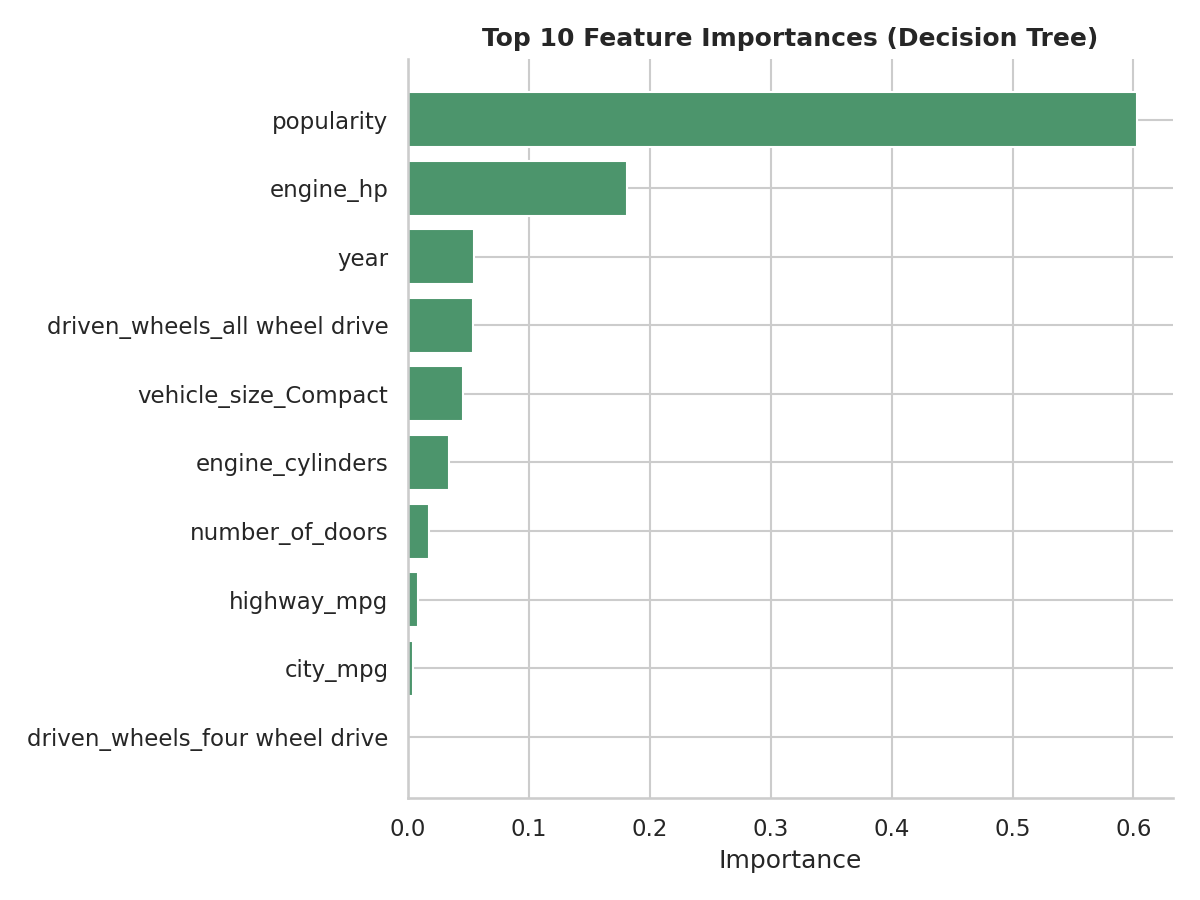 Top 10 Feature Importances (Decision Tree)
popularity
engine_hp
year
driven_wheels_all wheel drive
vehicle_size_Compact
engine_cylinders
number_of_doors
highway_mpg
city_mpg
driven_wheels_four wheel drive
0.0 0.1 0.2 0.3 0.4 0.5 0.6
Importance